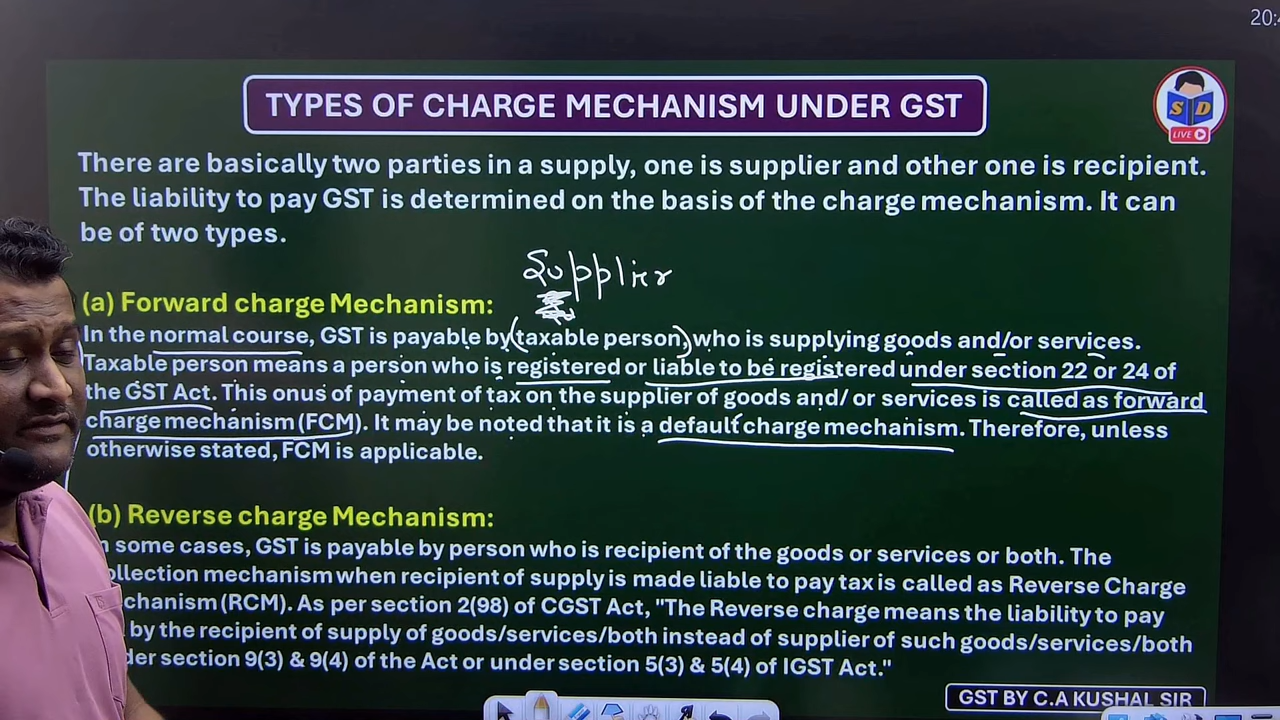 20:
TYPES OF CHARGE MECHANISM UNDER GST
S D
LIVE
There are basically two parties in a supply, one is supplier and other one is recipient.
The liability to pay GST is determined on the basis of the charge mechanism. It can
be of two types.
Supplier
(a) Forward charge Mechanism:
In the normal course, GST is payable by (taxable person) who is supplying goods and/or services.
Taxable person means a person who is registered or liable to be registered under section 22 or 24 of
the GST Act. This onus of payment of tax on the supplier of goods and/ or services is called as forward
charge mechanism (FCM). It may be noted that it is a default charge mechanism. Therefore, unless
otherwise stated, FCM is applicable.
(b) Reverse charge Mechanism:
some cases, GST is payable by person who is recipient of the goods or services or both. The
mechanism when recipient of supply is made liable to pay tax is called as Reverse Charge
(RCM). As per section 2(98) of CGST Act, "The Reverse charge means the liability to pay
by the recipient of supply of goods/services/both instead of supplier of such goods/services/both
section 9(3) & 9(4) of the Act or under section 5(3) & 5(4) of IGST Act."
GST BY C.A KUSHAL SIR